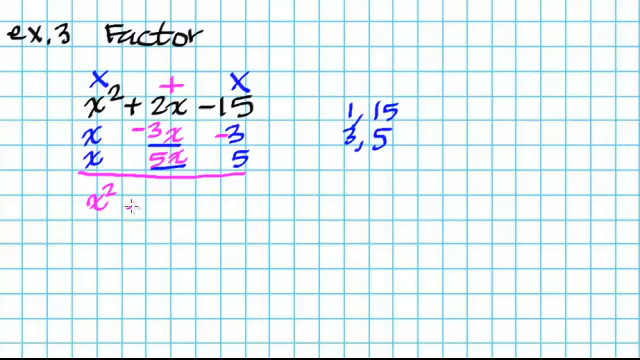 ex.3 Factor
x + x
x² + 2x -15
x -3x -3
x 5x 5
x²
1, 15
3, 5